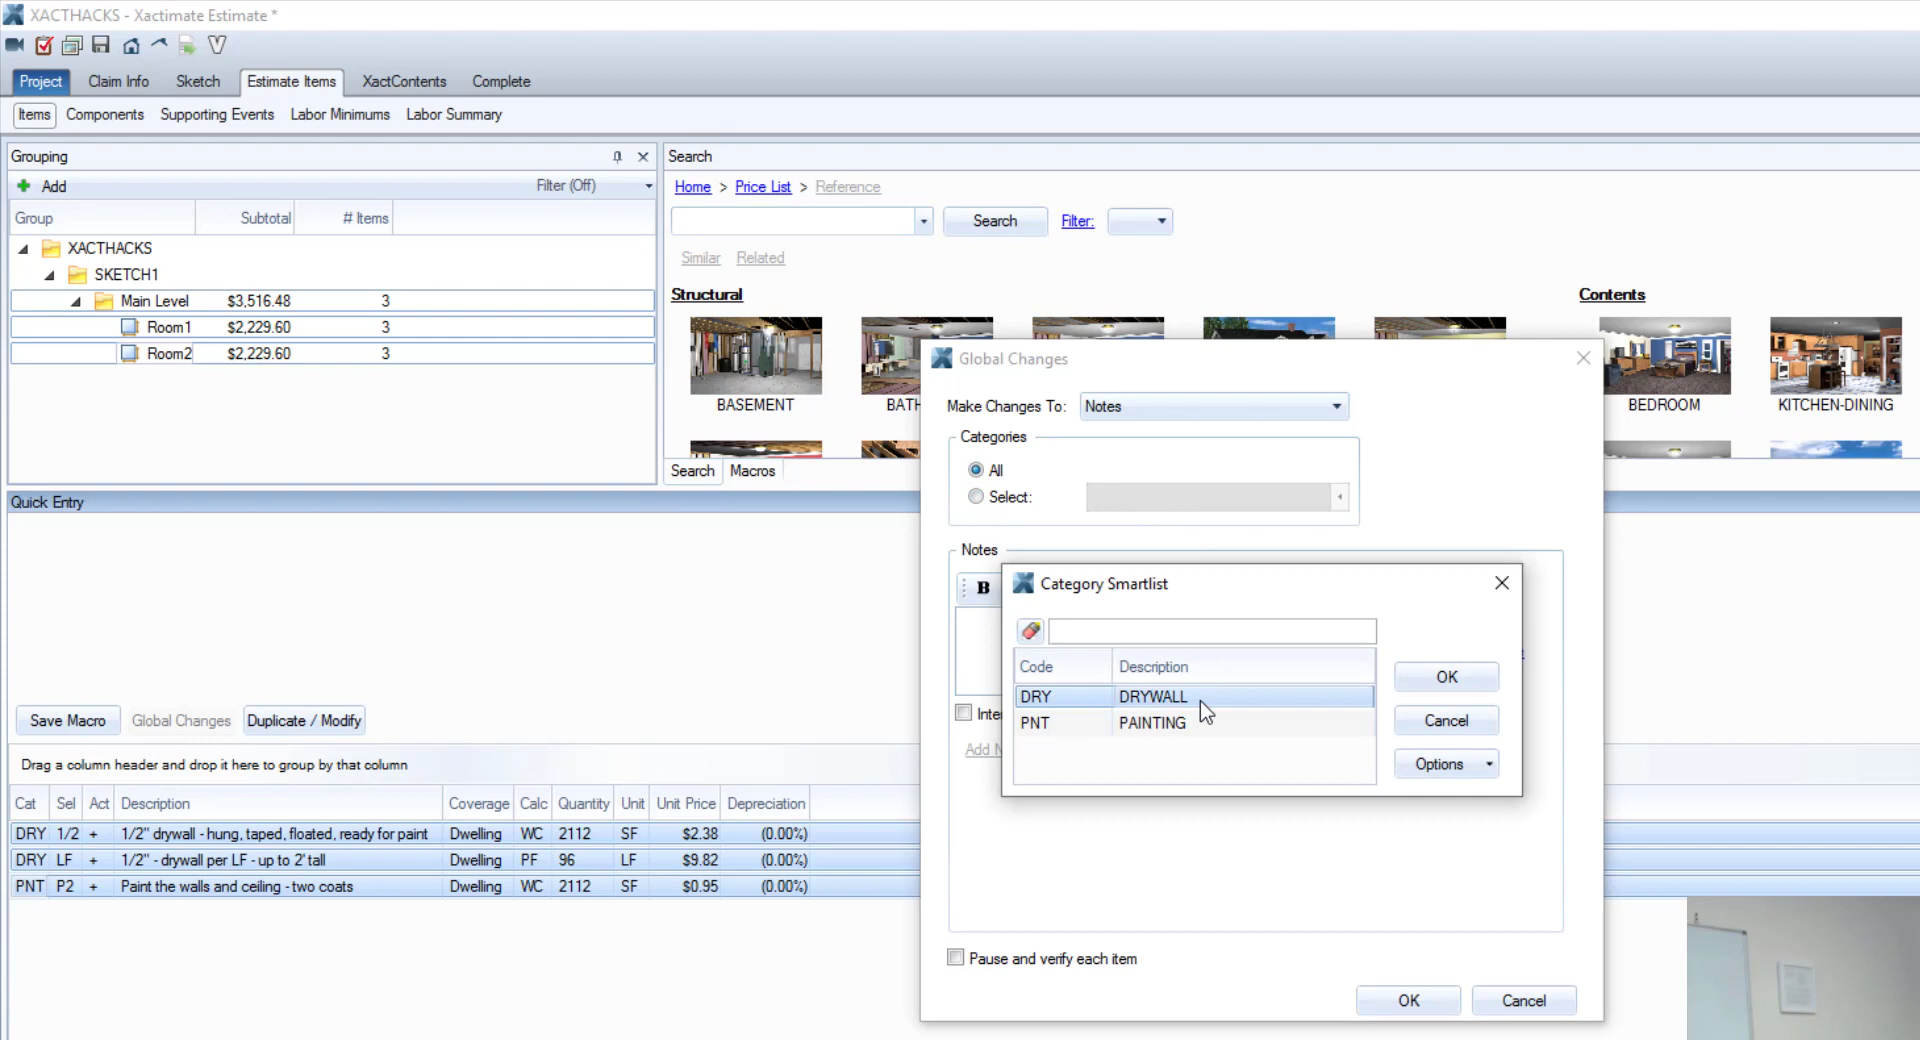 XACTHACKS - Xactimate Estimate *
Project Claim Info Sketch Estimate Items XactContents Complete
Items Components Supporting Events Labor Minimums Labor Summary
Grouping
Add Filter (Off)
Group Subtotal # Items
XACTHACKS
SKETCH1
Main Level $3,516.48 3
Room1 $2,229.60 3
Room2 $2,229.60 3
Search
Home > Price List > Reference
Search Filter:
Similar Related
Structural Contents
BASEMENT BATH BEDROOM KITCHEN-DINING
Search Macros
Global Changes
Make Changes To: Notes
Categories
All
Select:
Notes
B
Category Smartlist
Code Description
DRY DRYWALL
PNT PAINTING
OK
Cancel
Options
Pause and verify each item
OK Cancel
Quick Entry
Save Macro Global Changes Duplicate / Modify
Drag a column header and drop it here to group by that column
Cat Sel Act Description Coverage Calc Quantity Unit Unit Price Depreciation
DRY 1/2 + 1/2" drywall - hung, taped, floated, ready for paint Dwelling WC 2112 SF $2.38 (0.00%)
DRY LF + 1/2" - drywall per LF - up to 2' tall Dwelling PF 96 LF $9.82 (0.00%)
PNT P2 + Paint the walls and ceiling - two coats Dwelling WC 2112 SF $0.95 (0.00%)